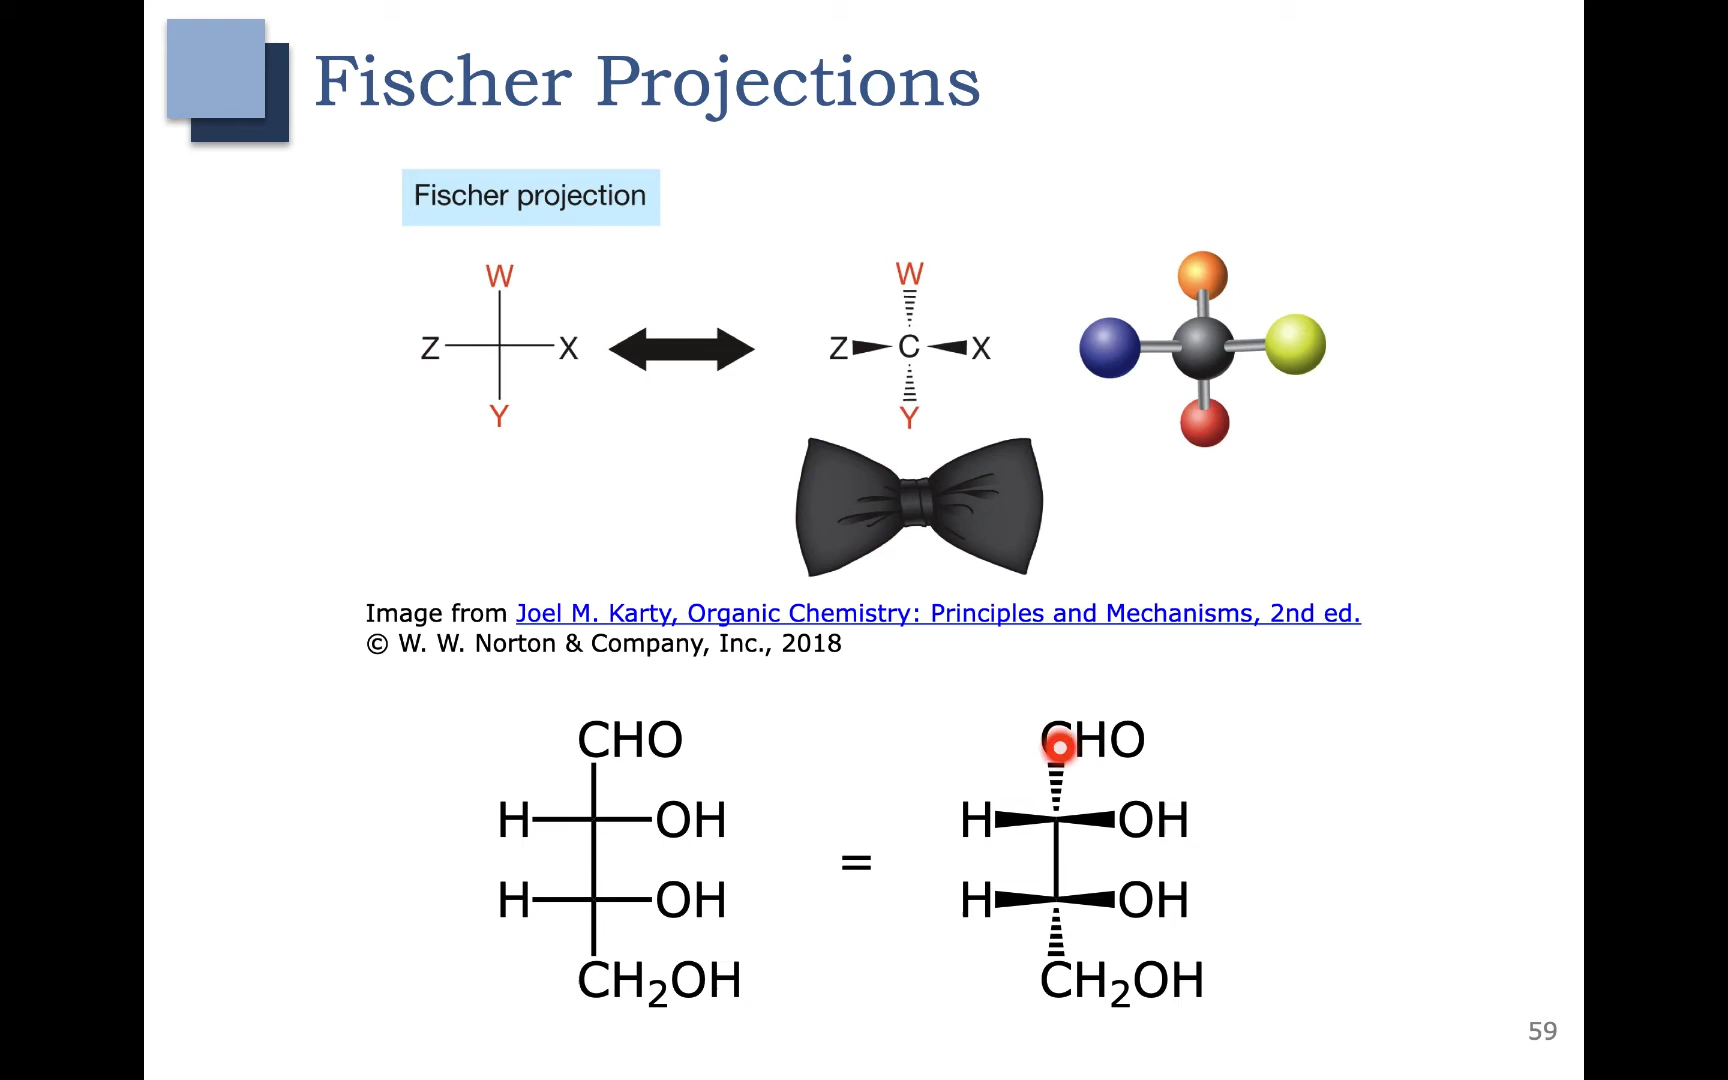 Fischer Projections
Fischer projection
W
Z X
Y
W
Z C X
Y
Image from Joel M. Karty, Organic Chemistry: Principles and Mechanisms, 2nd ed.
© W. W. Norton & Company, Inc., 2018
CHO
H OH
H OH
CH₂OH
=
CHO
H OH
H OH
CH₂OH
59